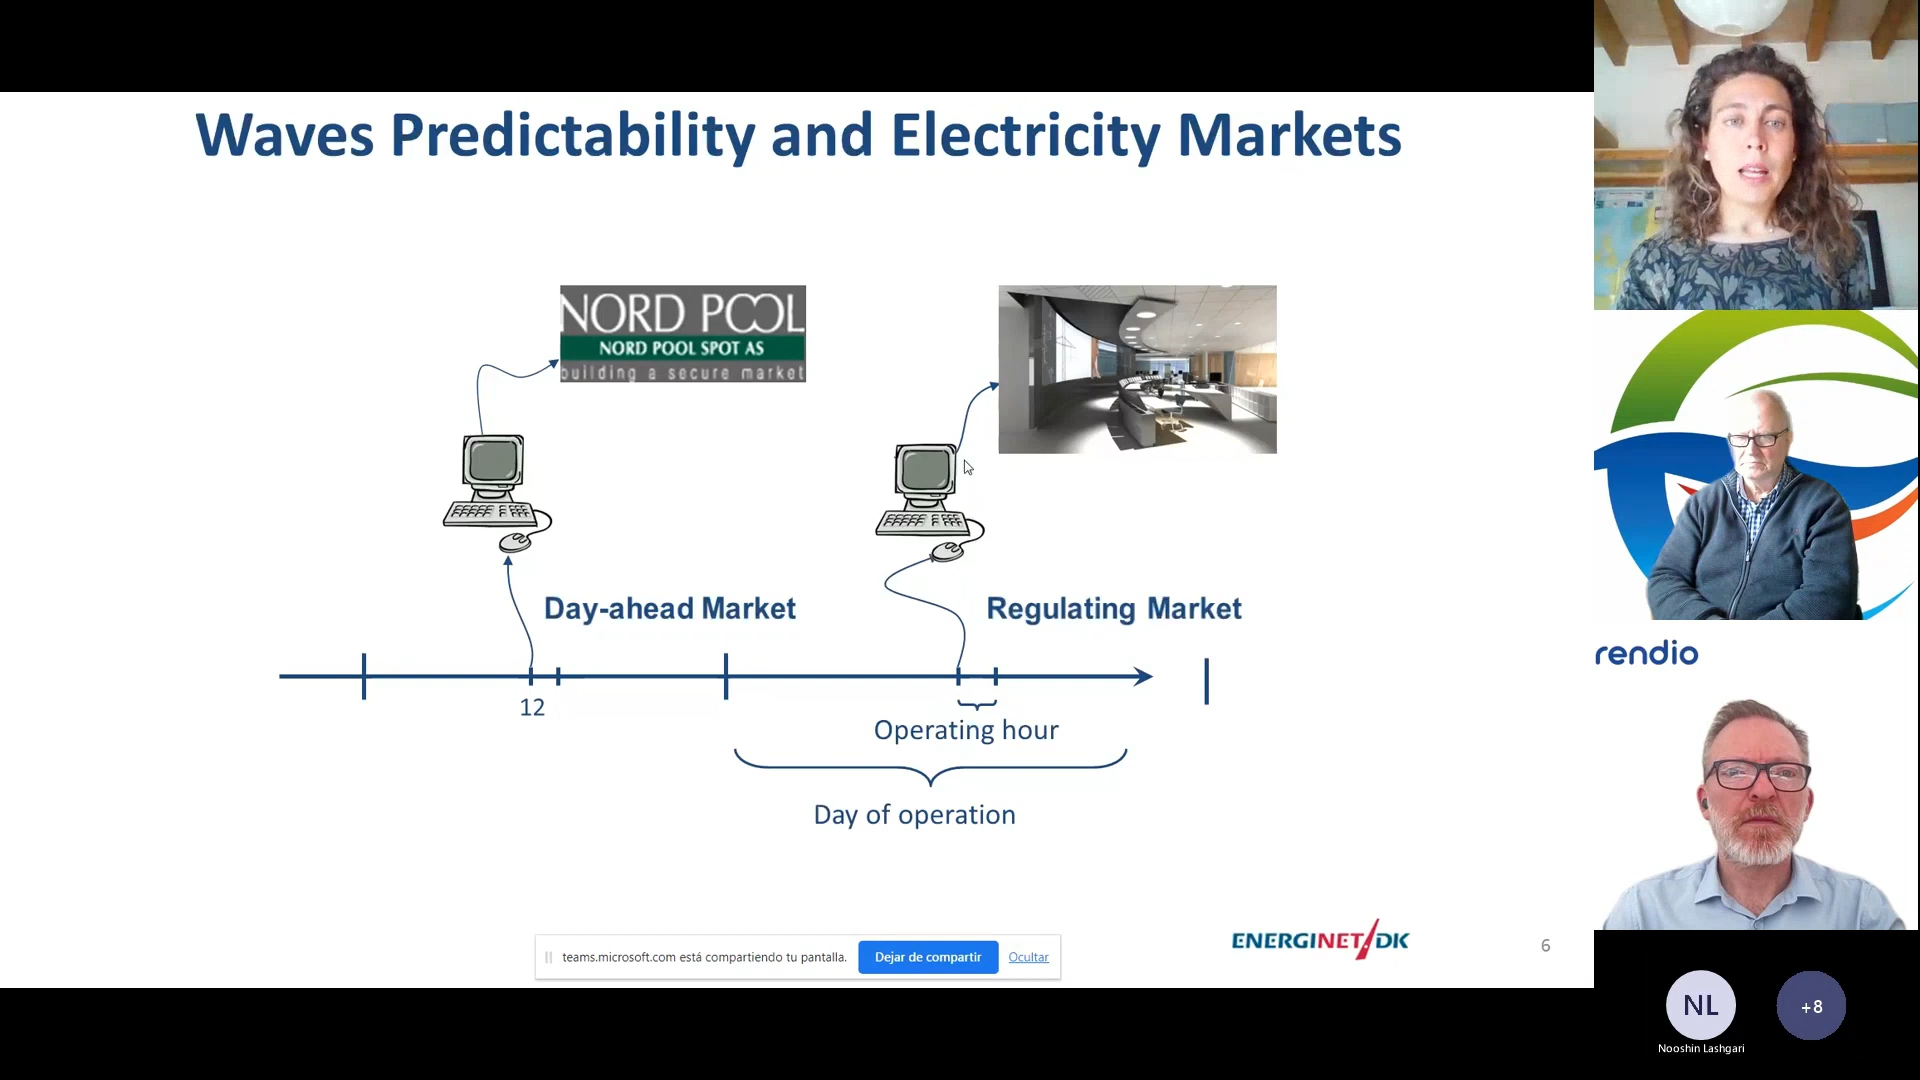 Waves Predictability and Electricity Markets
NORD POOL
NORD POOL SPOT AS
building a secure market
Day-ahead Market
Regulating Market
12
Operating hour
Day of operation
teams.microsoft.com está compartiendo tu pantalla.
Dejar de compartir
Ocultar
ENERGINET/DK
6
rendio
NL
+8
Nooshin Lashgari